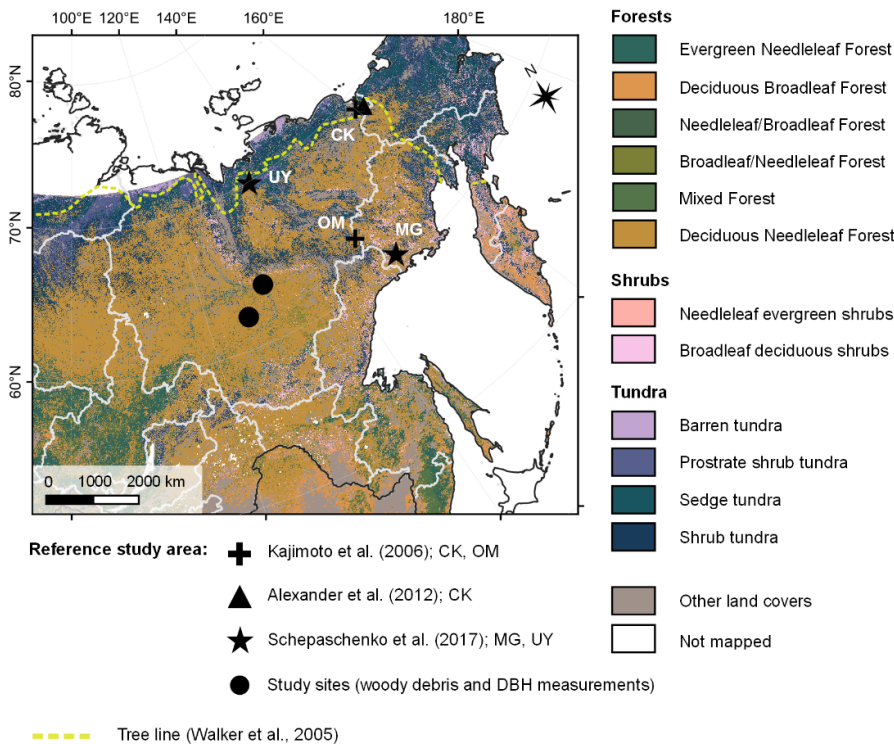 100°E 120°E 140°E 160°E 180°E
80°N
70°N
60°N
N
CK
UY
OM
MG
0 1000 2000 km
Forests
Evergreen Needleleaf Forest
Deciduous Broadleaf Forest
Needleleaf/Broadleaf Forest
Broadleaf/Needleleaf Forest
Mixed Forest
Deciduous Needleleaf Forest
Shrubs
Needleleaf evergreen shrubs
Broadleaf deciduous shrubs
Tundra
Barren tundra
Prostrate shrub tundra
Sedge tundra
Shrub tundra
Other land covers
Not mapped
Reference study area:
Kajimoto et al. (2006); CK, OM
Alexander et al. (2012); CK
Schepaschenko et al. (2017); MG, UY
Study sites (woody debris and DBH measurements)
Tree line (Walker et al., 2005)